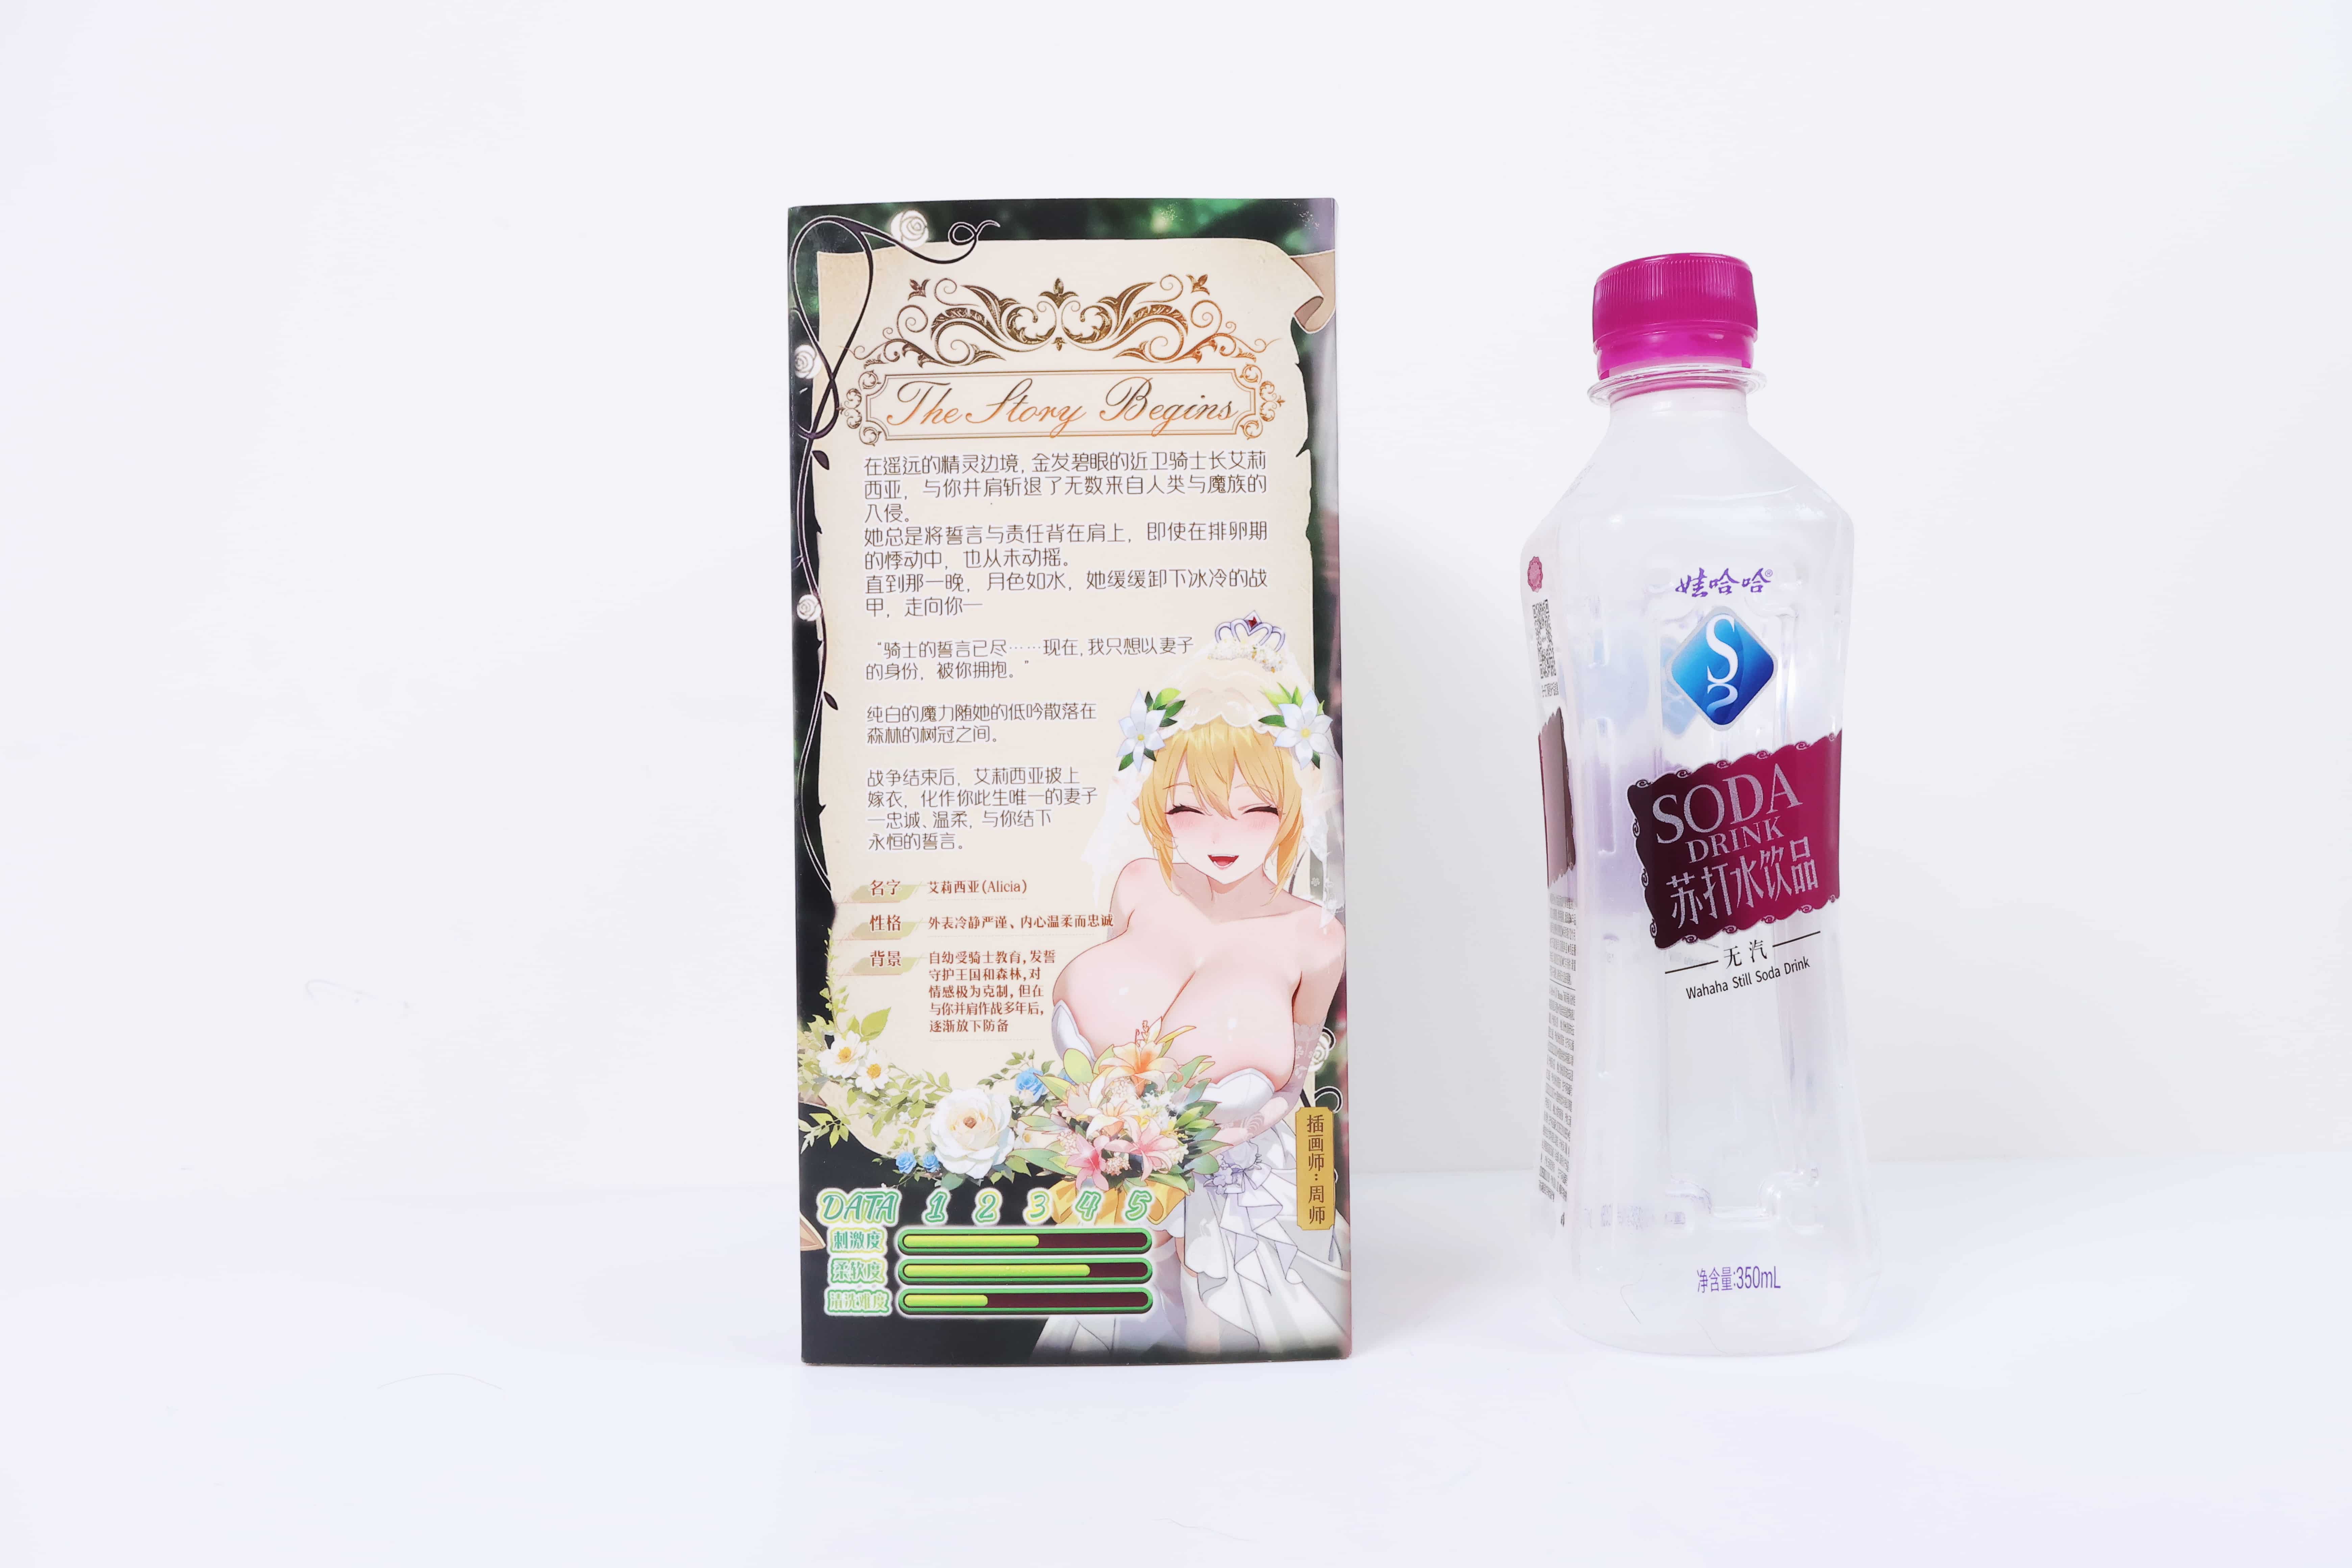 The Story Begins
在遥远的精灵边境，金发碧眼的近卫骑士长艾莉
西亚，与你并肩斩退了无数来自人类与魔族的
入侵。
她总是将誓言与责任背在肩上，即使在排卵期
的悸动中，也从未动摇。
直到那一晚，月色如水，她缓缓卸下冰冷的战
甲，走向你—
“骑士的誓言已尽……现在，我只想以妻子
的身份，被你拥抱。”
纯白的魔力随她的低吟散落在
森林的树冠之间。
战争结束后，艾莉西亚披上
嫁衣，化作你此生唯一的妻子
—忠诚、温柔，与你结下
永恒的誓言。
名字 艾莉西亚(Alicia)
性格 外表冷静严谨、内心温柔而忠诚
背景 自幼受骑士教育，发誓
守护王国和森林，对
情感极为克制，但在
与你并肩作战多年后，
逐渐放下防备
插画师：周师
DATA 1 2 3 4 5
刺激度
柔软度
清洗难度
娃哈哈®
S
SODA
DRINK
苏打水饮品
无汽
Wahaha Still Soda Drink
净含量:350mL